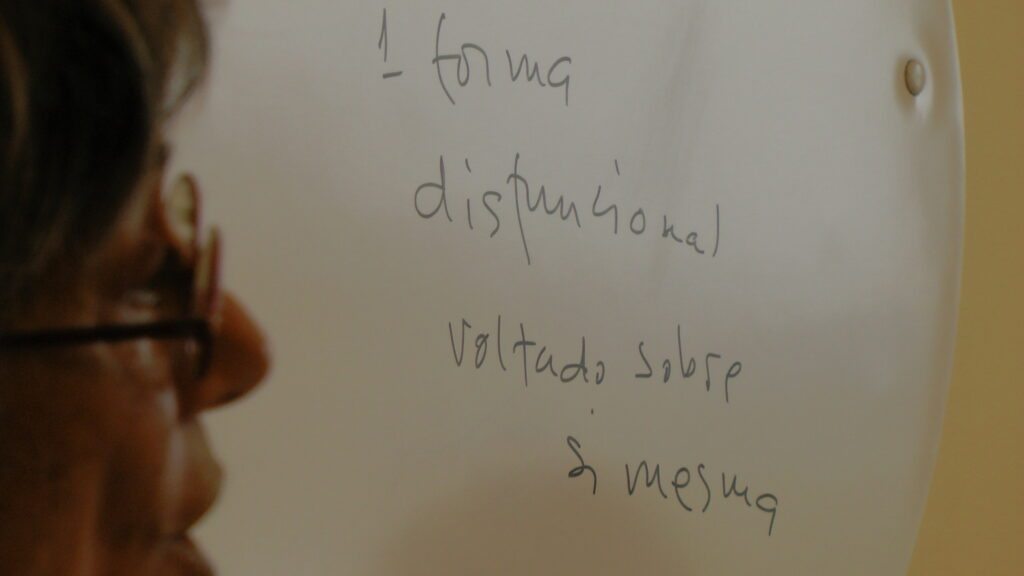 1- forma
disfuncional
voltado sobre
si mesma